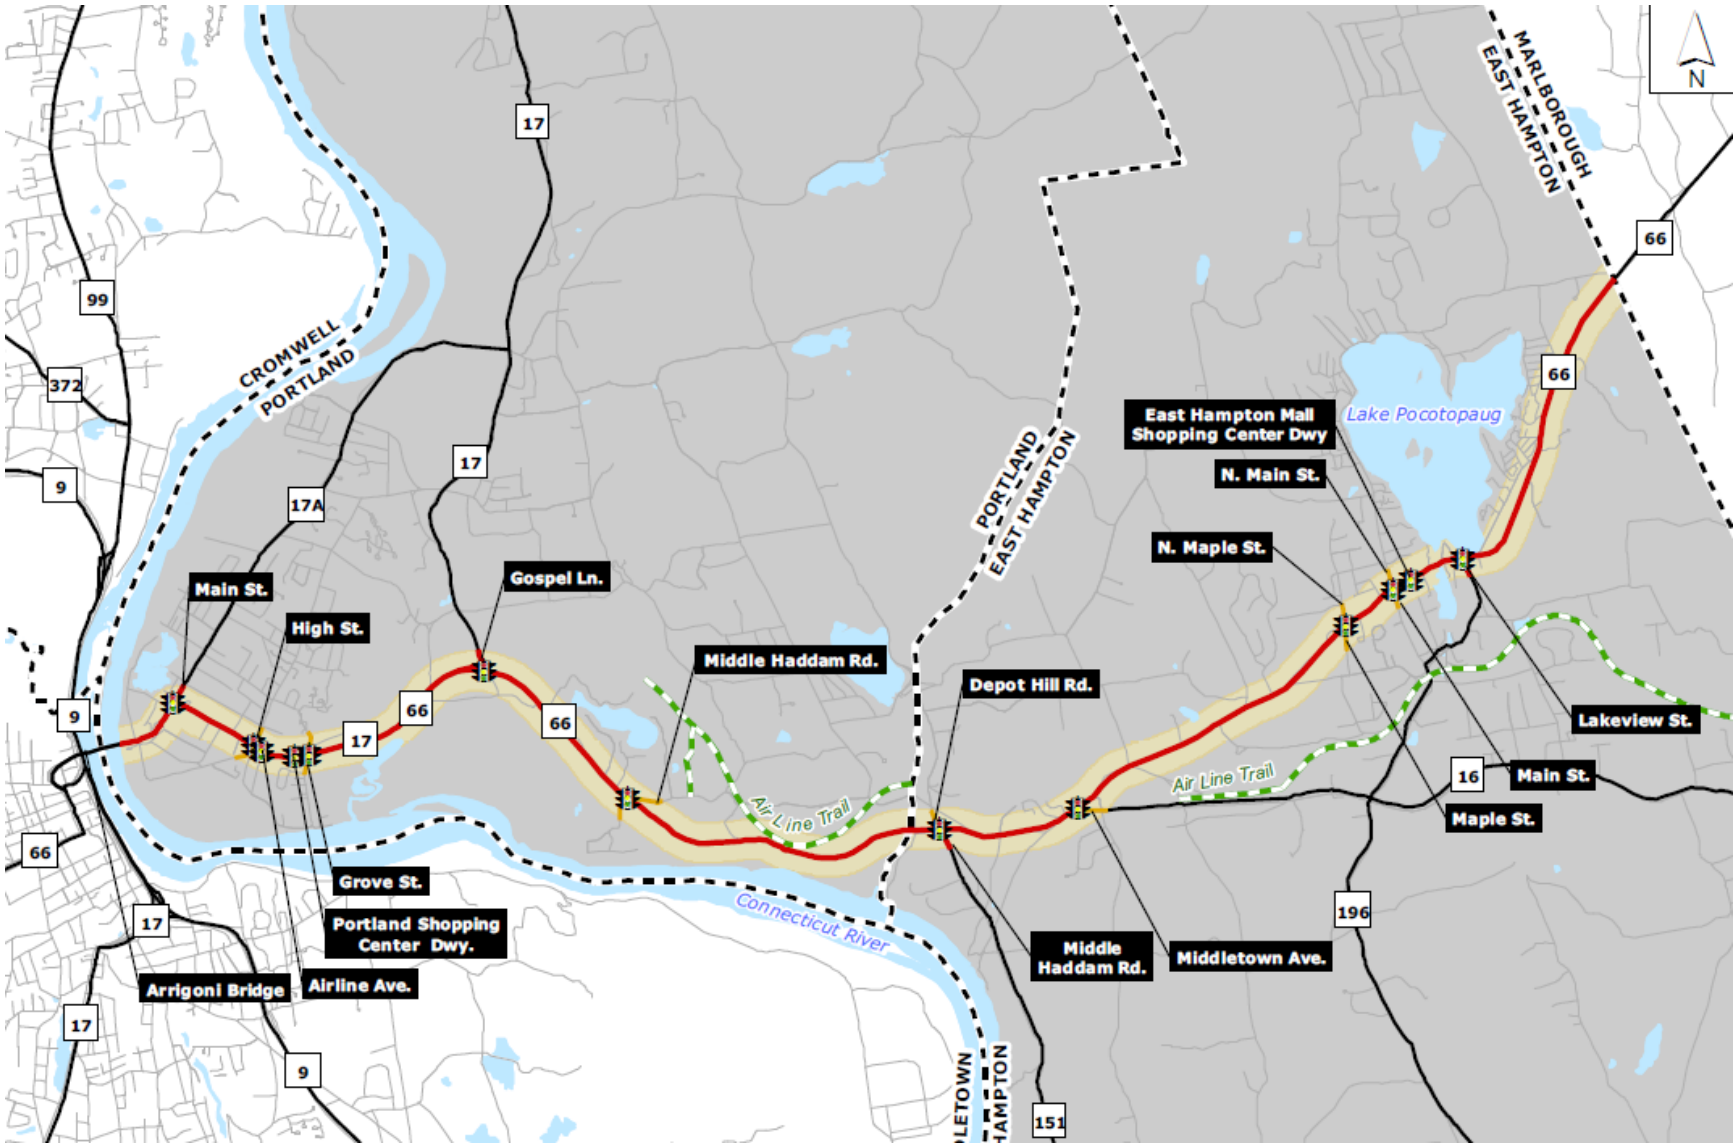 MARLBOROUGH
EAST HAMPTON
N
17
66
99
CROMWELL
PORTLAND
372
66
East Hampton Mall
Shopping Center Dwy
Lake Pocotopaug
17
9
17A
N. Main St.
PORTLAND
EAST HAMPTON
N. Maple St.
Main St.
Gospel Ln.
High St.
Middle Haddam Rd.
Depot Hill Rd.
66
66
9
17
Lakeview St.
Air Line Trail
16
Main St.
Air Line Trail
Maple St.
66
Grove St.
Portland Shopping
Center Dwy.
Connecticut River
17
196
Middle
Haddam Rd.
Middletown Ave.
Arrigoni Bridge
Airline Ave.
17
9
DLETOWN
HAMPTON
151